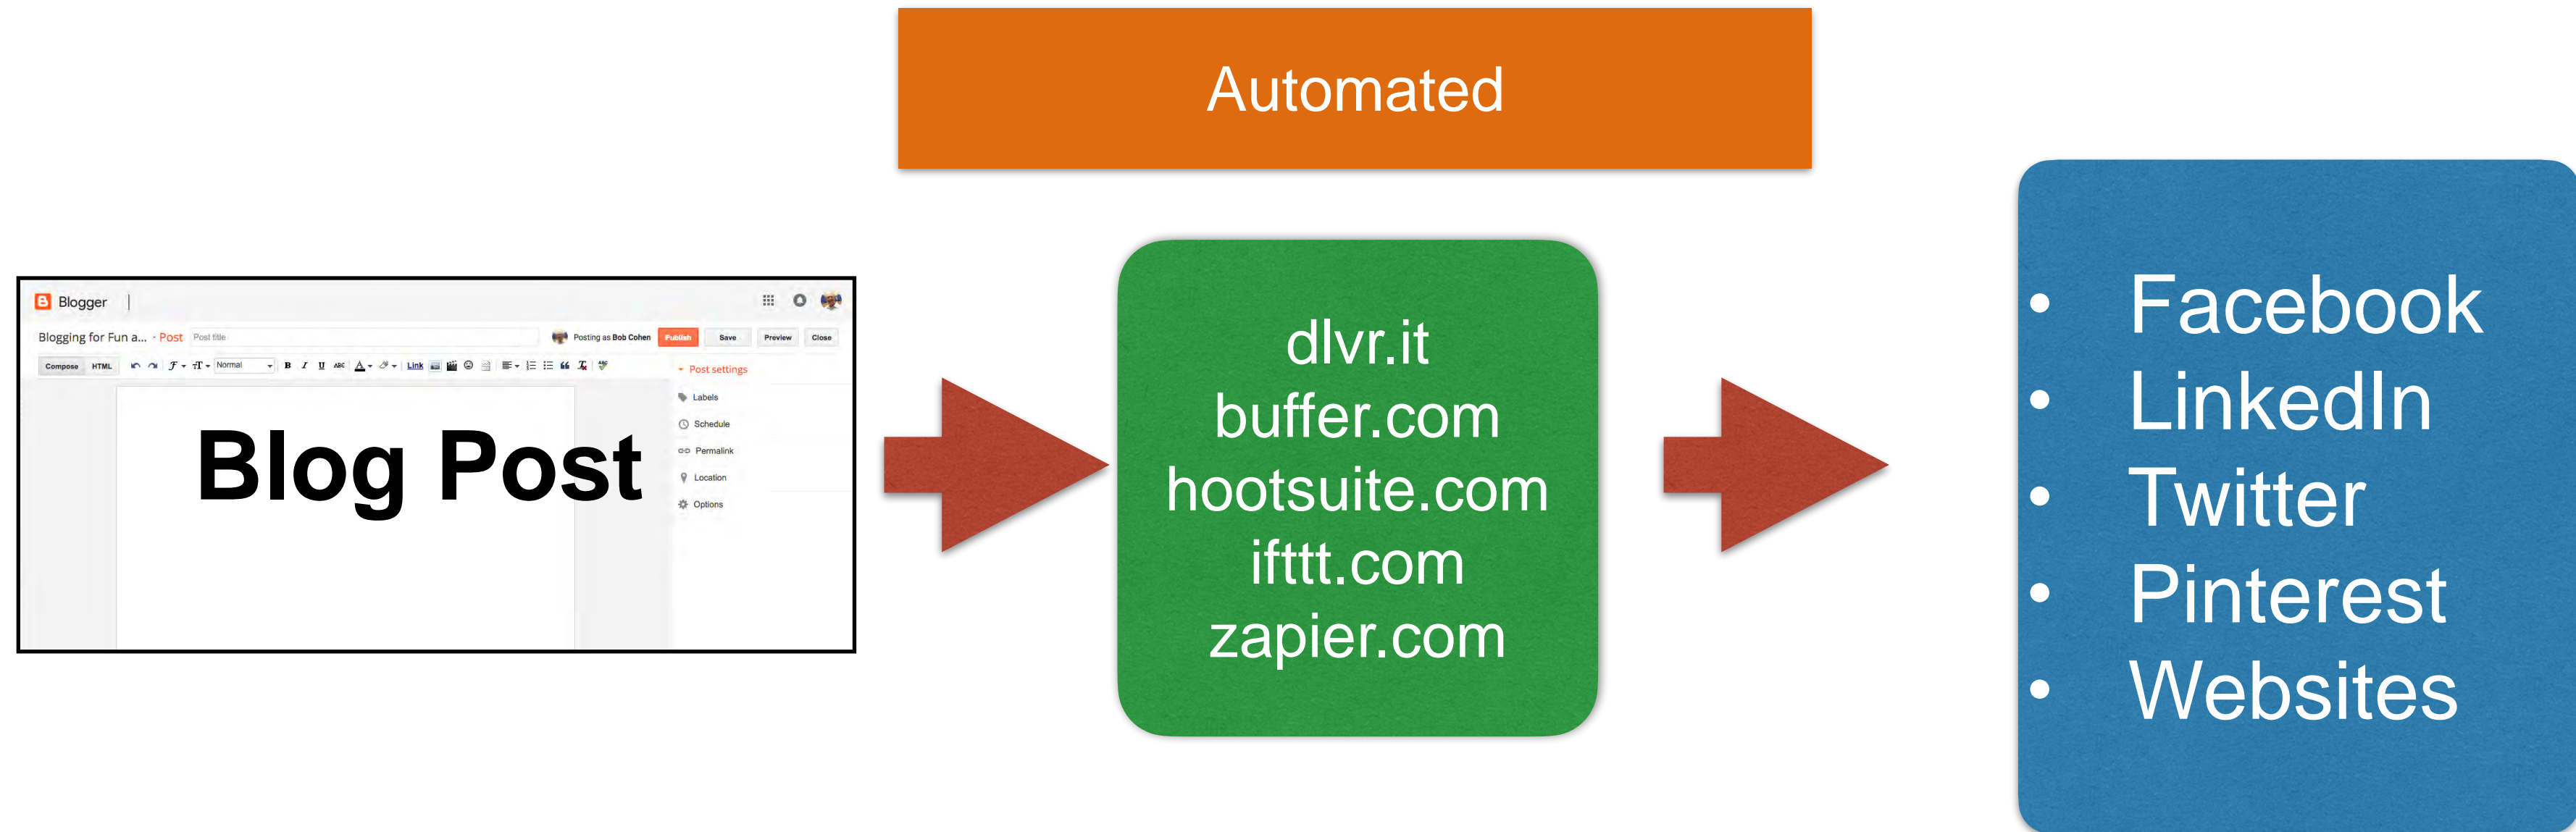 Automated
Blogger
Blogging for Fun a... · Post Post title Posting as Bob Cohen Publish Save Preview Close
Compose HTML Normal B I U ABC A Link
Post settings
Labels
Schedule
Permalink
Location
Options
Blog Post
dlvr.it
buffer.com
hootsuite.com
ifttt.com
zapier.com
• Facebook
• LinkedIn
• Twitter
• Pinterest
• Websites